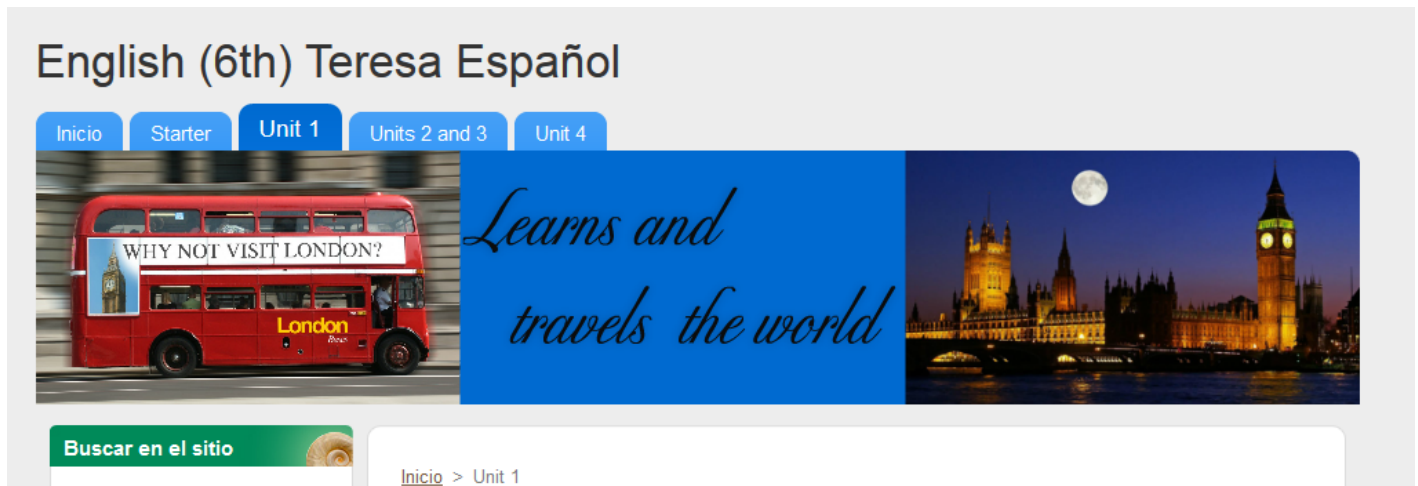 English (6th) Teresa Español
Inicio Starter Unit 1 Units 2 and 3 Unit 4
WHY NOT VISIT LONDON?
London
Learns and
travels the world
Buscar en el sitio
Inicio > Unit 1